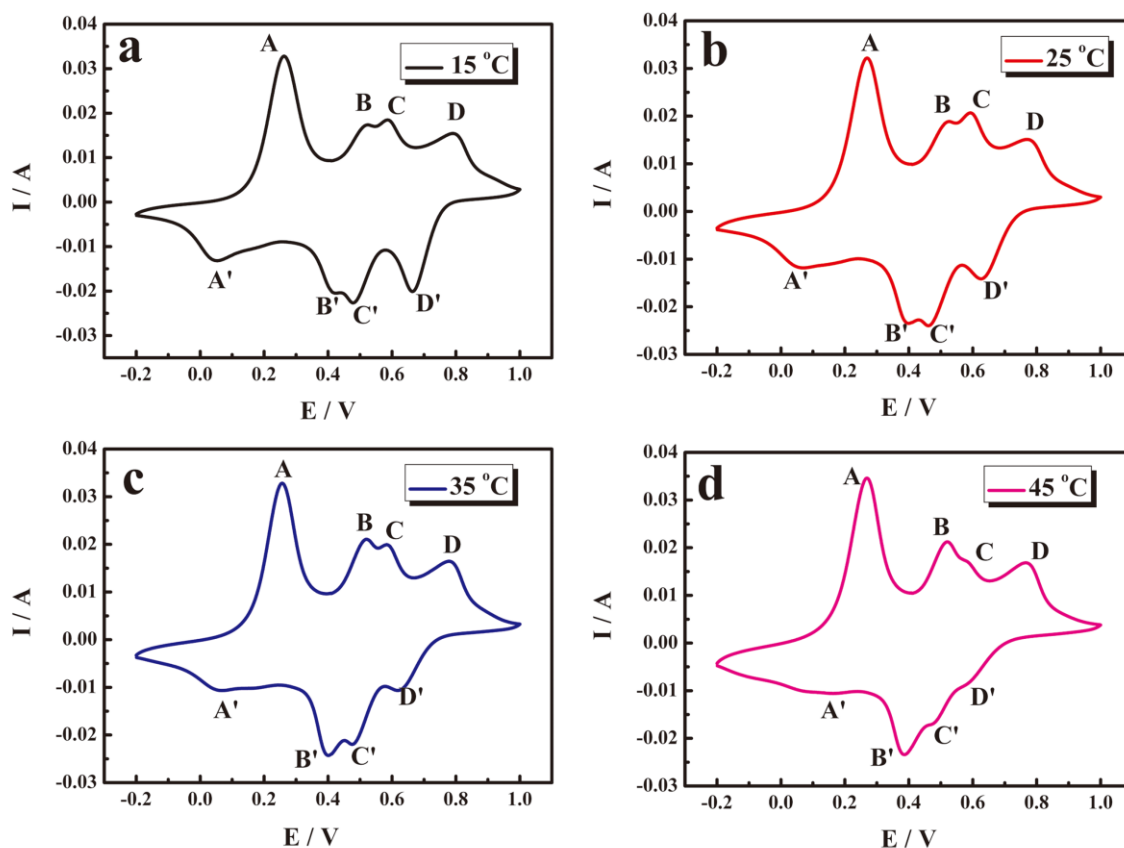 a
15 °C
I / A
0.04
0.03
0.02
0.01
0.00
-0.01
-0.02
-0.03
A
B
C
D
A'
B'
C'
D'
-0.2 0.0 0.2 0.4 0.6 0.8 1.0
E / V
b
25 °C
I / A
0.04
0.03
0.02
0.01
0.00
-0.01
-0.02
-0.03
A
B
C
D
A'
B'
C'
D'
-0.2 0.0 0.2 0.4 0.6 0.8 1.0
E / V
c
35 °C
I / A
0.04
0.03
0.02
0.01
0.00
-0.01
-0.02
-0.03
A
B
C
D
A'
B'
C'
D'
-0.2 0.0 0.2 0.4 0.6 0.8 1.0
E / V
d
45 °C
I / A
0.04
0.03
0.02
0.01
0.00
-0.01
-0.02
-0.03
A
B
C
D
A'
B'
C'
D'
-0.2 0.0 0.2 0.4 0.6 0.8 1.0
E / V